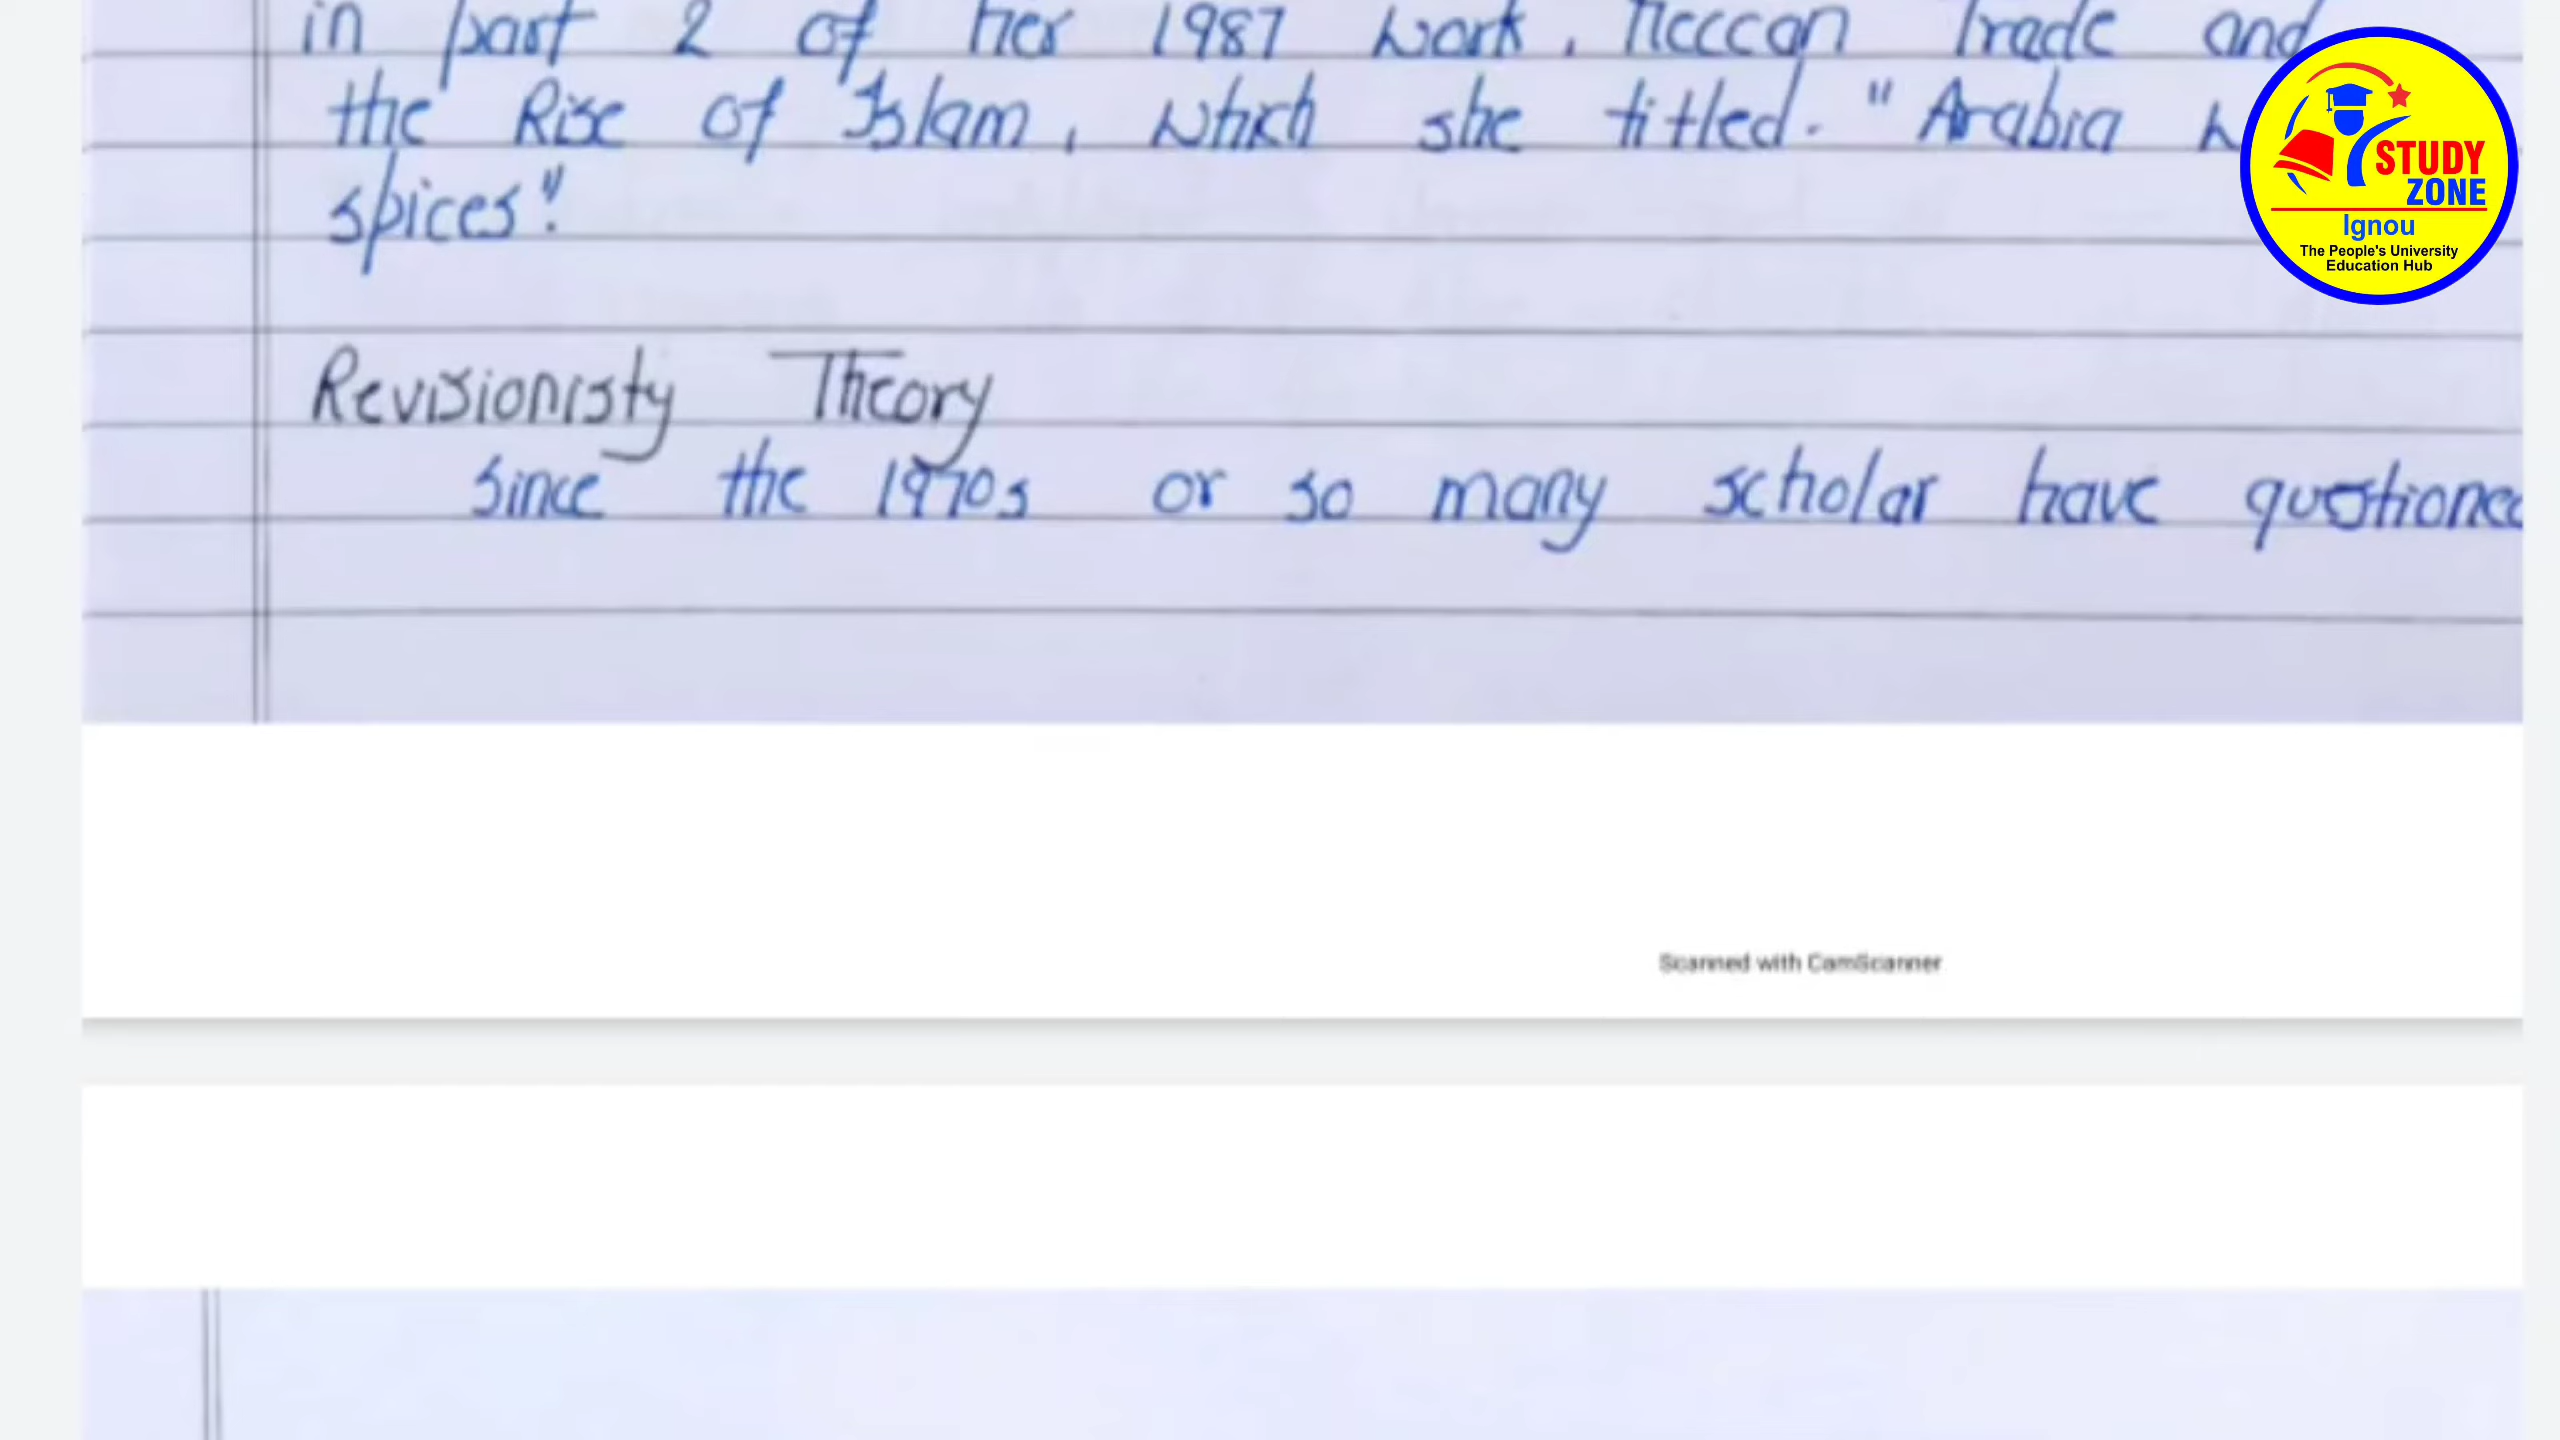 in part 2 of her 1987 work, Meccan Trade and
the Rise of Islam, which she titled. "Arabia
spices".
Revisionisty Theory
since the 1970s or so many scholar have questioned
STUDY
ZONE
Ignou
The People's University
Education Hub
Scanned with CamScanner